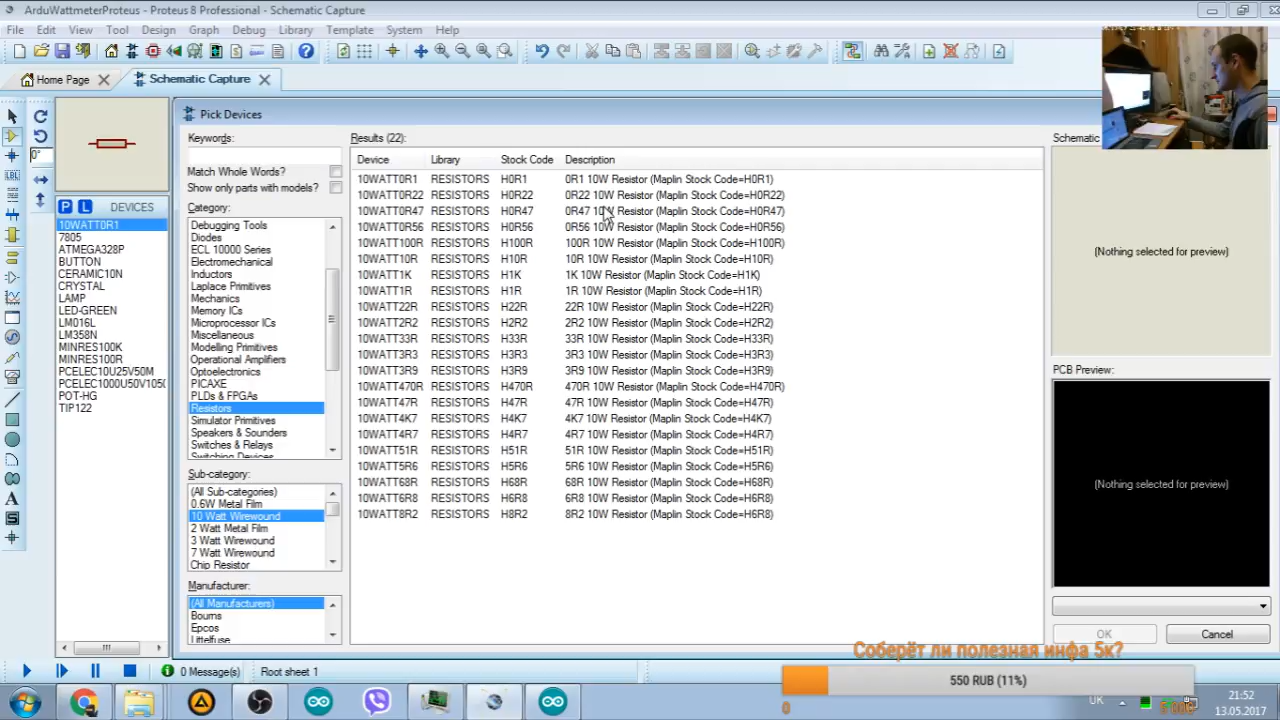 ArduWattmeterProteus - Proteus 8 Professional - Schematic Capture
File Edit View Tool Design Graph Debug Library Template System Help
Home Page Schematic Capture
Pick Devices
0°
LBL
P L DEVICES
10WATT0R1
7805
ATMEGA328P
BUTTON
CERAMIC10N
CRYSTAL
LAMP
LED-GREEN
LM016L
LM358N
MINRES100K
MINRES100R
PCELEC10U25V50M
PCELEC1000U50V105C
POT-HG
TIP122
Keywords:
Match Whole Words?
Show only parts with models?
Category:
Debugging Tools
Diodes
ECL 10000 Series
Electromechanical
Inductors
Laplace Primitives
Mechanics
Memory ICs
Microprocessor ICs
Miscellaneous
Modelling Primitives
Operational Amplifiers
Optoelectronics
PICAXE
PLDs & FPGAs
Resistors
Simulator Primitives
Speakers & Sounders
Switches & Relays
Switching Devices
Sub-category:
(All Sub-categories)
0.6W Metal Film
10 Watt Wirewound
2 Watt Metal Film
3 Watt Wirewound
7 Watt Wirewound
Chip Resistor
Manufacturer:
(All Manufacturers)
Bourns
Epcos
Littelfuse
Results (22):
Device Library Stock Code Description
10WATT0R1 RESISTORS H0R1 0R1 10W Resistor (Maplin Stock Code=H0R1)
10WATT0R22 RESISTORS H0R22 0R22 10W Resistor (Maplin Stock Code=H0R22)
10WATT0R47 RESISTORS H0R47 0R47 10W Resistor (Maplin Stock Code=H0R47)
10WATT0R56 RESISTORS H0R56 0R56 10W Resistor (Maplin Stock Code=H0R56)
10WATT100R RESISTORS H100R 100R 10W Resistor (Maplin Stock Code=H100R)
10WATT10R RESISTORS H10R 10R 10W Resistor (Maplin Stock Code=H10R)
10WATT1K RESISTORS H1K 1K 10W Resistor (Maplin Stock Code=H1K)
10WATT1R RESISTORS H1R 1R 10W Resistor (Maplin Stock Code=H1R)
10WATT22R RESISTORS H22R 22R 10W Resistor (Maplin Stock Code=H22R)
10WATT2R2 RESISTORS H2R2 2R2 10W Resistor (Maplin Stock Code=H2R2)
10WATT33R RESISTORS H33R 33R 10W Resistor (Maplin Stock Code=H33R)
10WATT3R3 RESISTORS H3R3 3R3 10W Resistor (Maplin Stock Code=H3R3)
10WATT3R9 RESISTORS H3R9 3R9 10W Resistor (Maplin Stock Code=H3R9)
10WATT470R RESISTORS H470R 470R 10W Resistor (Maplin Stock Code=H470R)
10WATT47R RESISTORS H47R 47R 10W Resistor (Maplin Stock Code=H47R)
10WATT4K7 RESISTORS H4K7 4K7 10W Resistor (Maplin Stock Code=H4K7)
10WATT4R7 RESISTORS H4R7 4R7 10W Resistor (Maplin Stock Code=H4R7)
10WATT51R RESISTORS H51R 51R 10W Resistor (Maplin Stock Code=H51R)
10WATT5R6 RESISTORS H5R6 5R6 10W Resistor (Maplin Stock Code=H5R6)
10WATT68R RESISTORS H68R 68R 10W Resistor (Maplin Stock Code=H68R)
10WATT6R8 RESISTORS H6R8 6R8 10W Resistor (Maplin Stock Code=H6R8)
10WATT8R2 RESISTORS H8R2 8R2 10W Resistor (Maplin Stock Code=H6R8)
Schematic
(Nothing selected for preview)
PCB Preview:
(Nothing selected for preview)
OK Cancel
Соберёт ли полезная инфа 5к?
550 RUB (11%)
0
0 Message(s) Root sheet 1
UK
21:52
13.05.2017